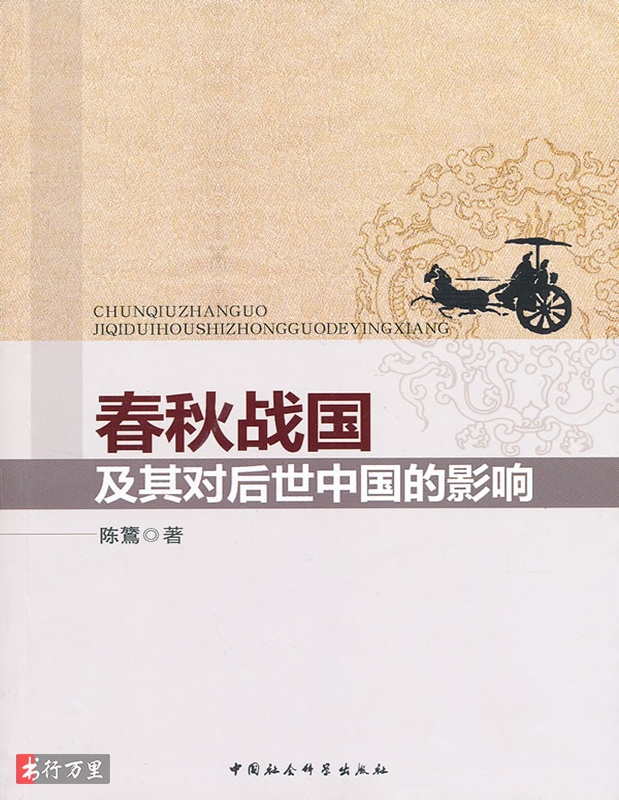 CHUNQIUZHANGUO
JIQIDUIHOUSHIZHONGGUODEYINGXIANG
春秋战国
及其对后世中国的影响
陈鷟◎著
书行万里
中国社会科学出版社